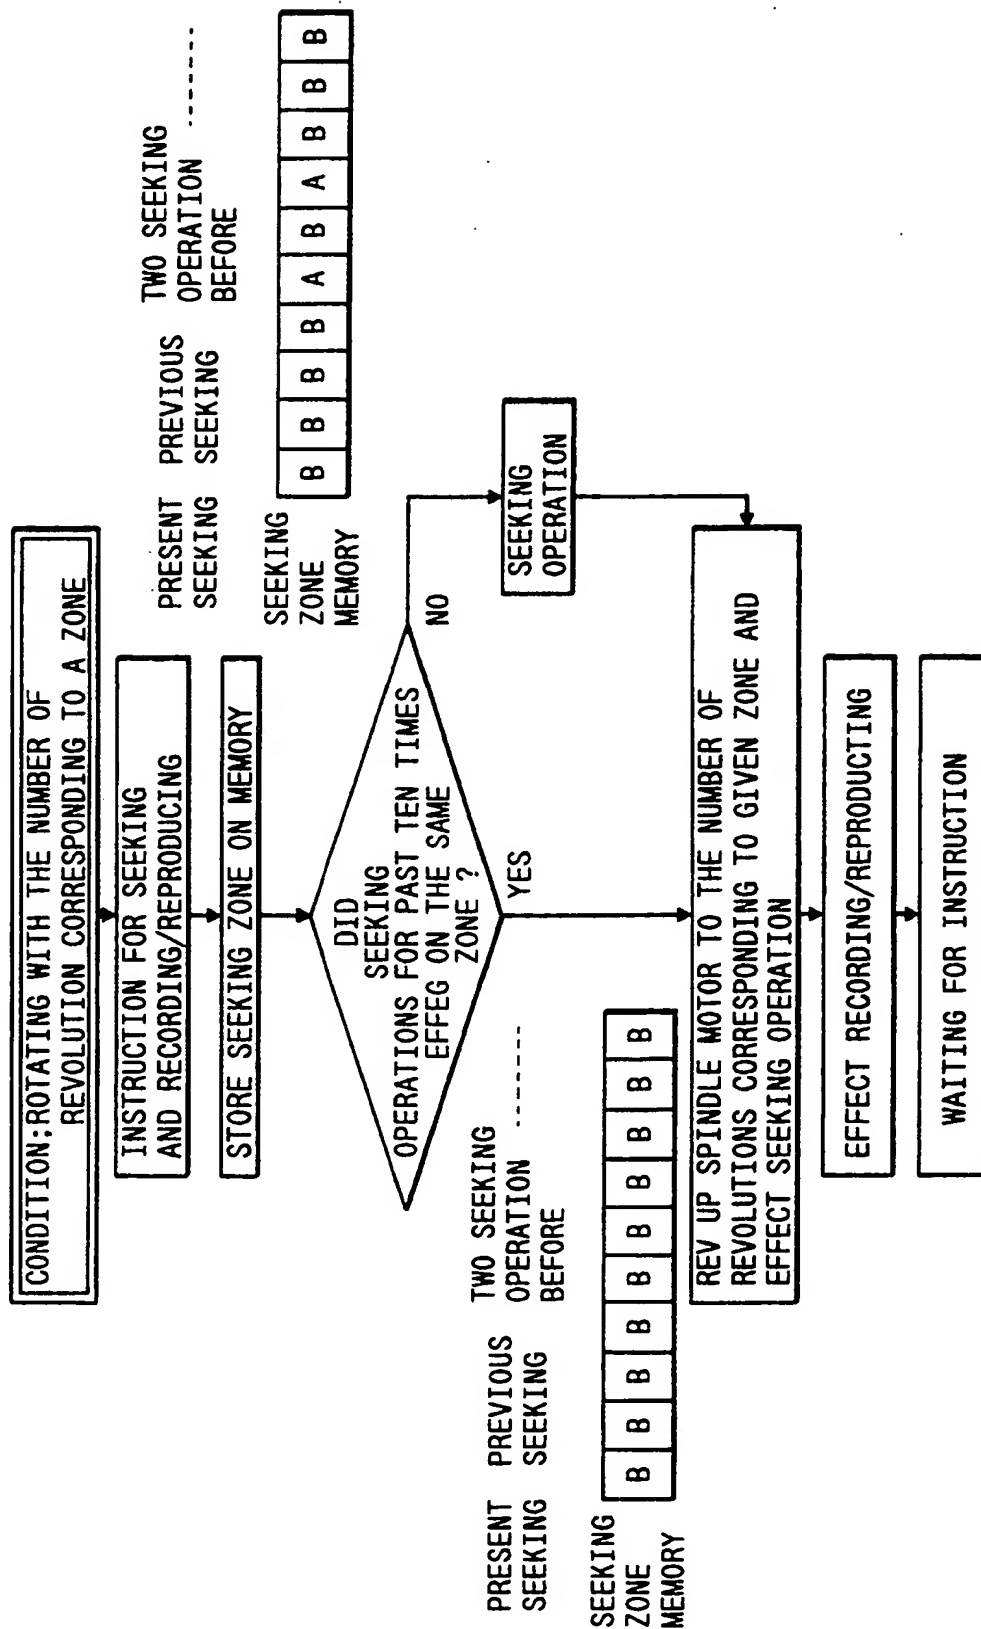 CONDITION;ROTATING WITH THE NUMBER OF
REVOLUTION CORRESPONDING TO A ZONE
INSTRUCTION FOR SEEKING
AND RECORDING/REPRODUCING
STORE SEEKING ZONE ON MEMORY
DID
SEEKING
OPERATIONS FOR PAST TEN TIMES
EFFEG ON THE SAME
ZONE ?
NO
YES
PRESENT SEEKING
PREVIOUS SEEKING
TWO SEEKING OPERATION BEFORE -------
SEEKING
ZONE
MEMORY
B B B B A B A B B B
SEEKING
OPERATION
PRESENT SEEKING
PREVIOUS SEEKING
TWO SEEKING OPERATION BEFORE -------
SEEKING
ZONE
MEMORY
B B B B B B B B B B
REV UP SPINDLE MOTOR TO THE NUMBER OF
REVOLUTIONS CORRESPONDING TO GIVEN ZONE AND
EFFECT SEEKING OPERATION
EFFECT RECORDING/REPRODUCTING
WAITING FOR INSTRUCTION